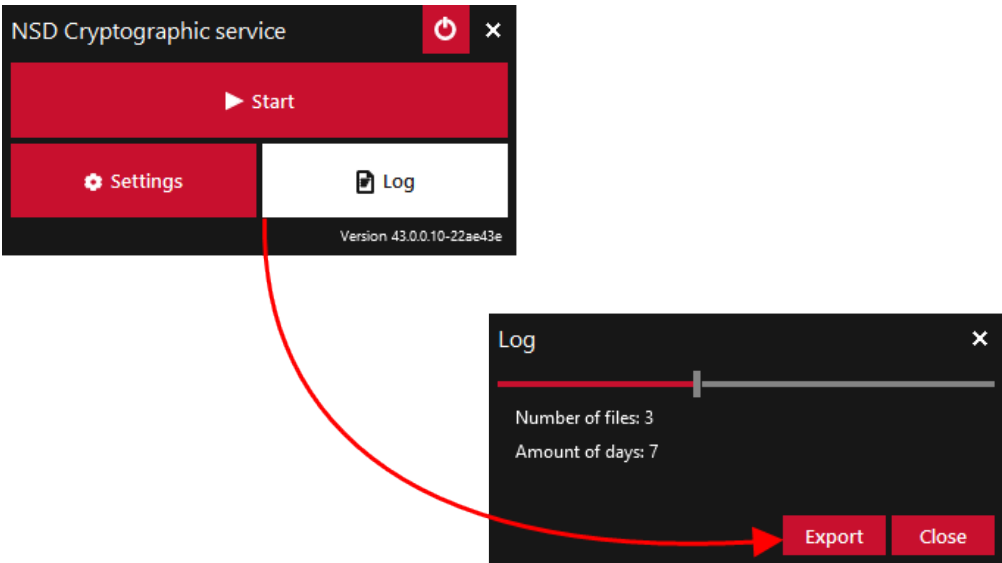 NSD Cryptographic service
Start
Settings
Log
Version 43.0.0.10-22ae43e
Log
Number of files: 3
Amount of days: 7
Export
Close